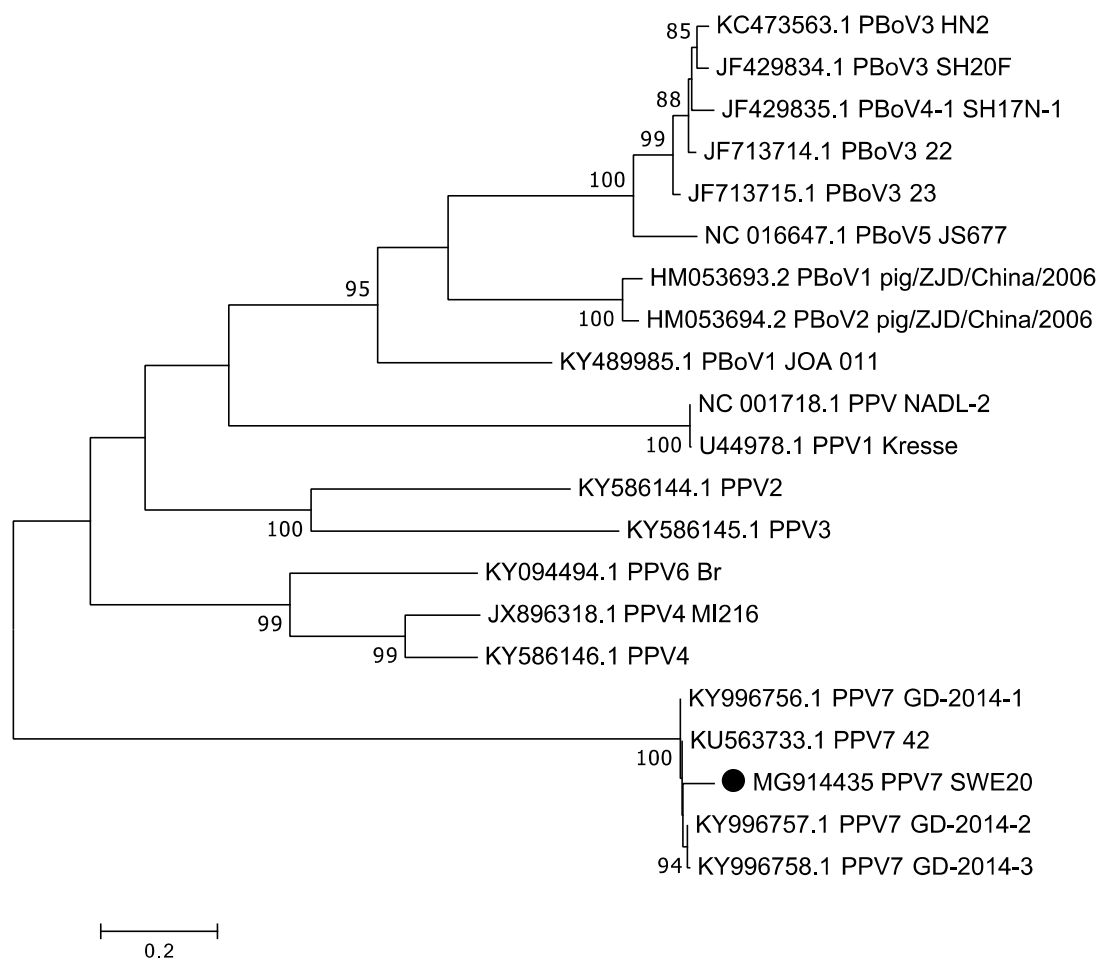 85
KC473563.1 PBoV3 HN2
JF429834.1 PBoV3 SH20F
88
JF429835.1 PBoV4-1 SH17N-1
99
JF713714.1 PBoV3 22
100
JF713715.1 PBoV3 23
NC 016647.1 PBoV5 JS677
HM053693.2 PBoV1 pig/ZJD/China/2006
95
100
HM053694.2 PBoV2 pig/ZJD/China/2006
KY489985.1 PBoV1 JOA 011
NC 001718.1 PPV NADL-2
100
U44978.1 PPV1 Kresse
KY586144.1 PPV2
100
KY586145.1 PPV3
KY094494.1 PPV6 Br
99
JX896318.1 PPV4 MI216
99
KY586146.1 PPV4
KY996756.1 PPV7 GD-2014-1
KU563733.1 PPV7 42
100
MG914435 PPV7 SWE20
KY996757.1 PPV7 GD-2014-2
94
KY996758.1 PPV7 GD-2014-3
0.2